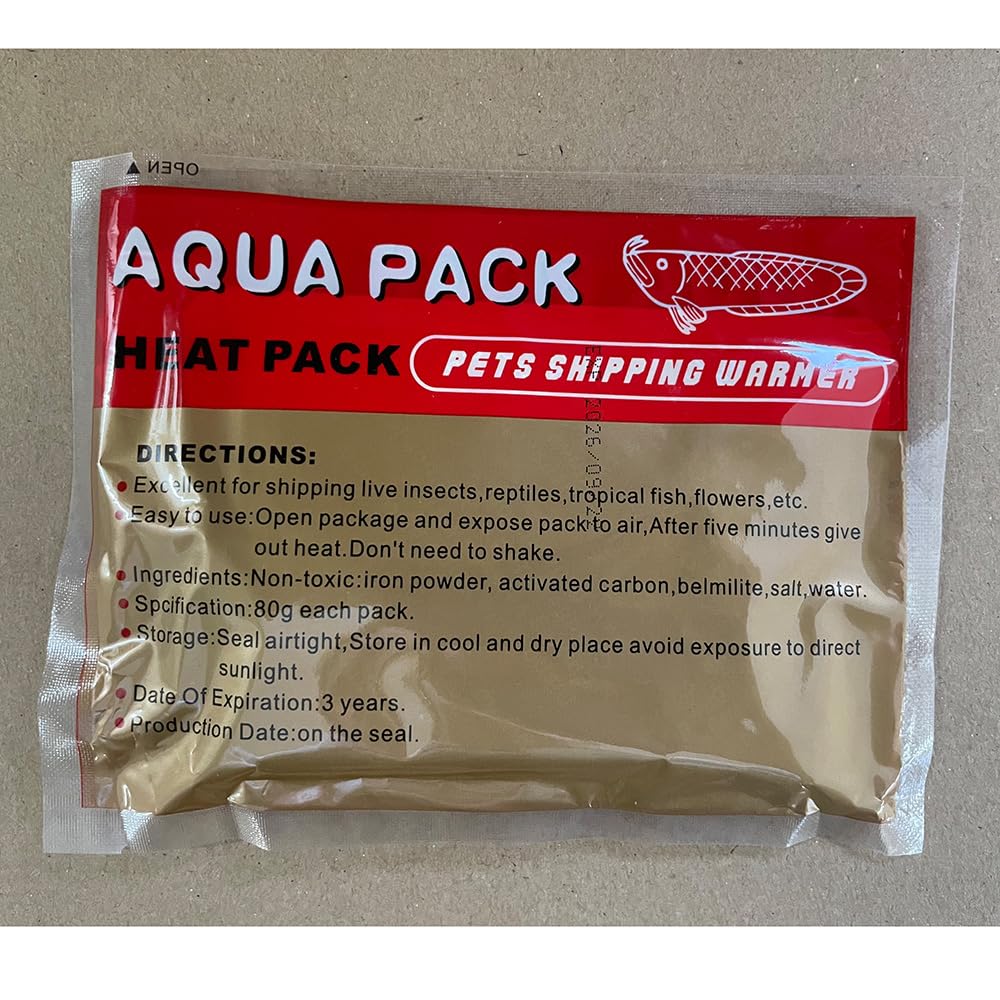 ▲ OPEN
AQUA PACK
HEAT PACK
PETS SHIPPING WARMER
DIRECTIONS:
• Excellent for shipping live insects,reptiles,tropical fish,flowers,etc.
• Easy to use:Open package and expose pack to air,After five minutes give
out heat.Don't need to shake.
• Ingredients:Non-toxic:iron powder, activated carbon,belmilite,salt,water.
• Spcification:80g each pack.
• Storage:Seal airtight,Store in cool and dry place avoid exposure to direct
sunlight.
• Date Of Expiration:3 years.
• Production Date:on the seal.